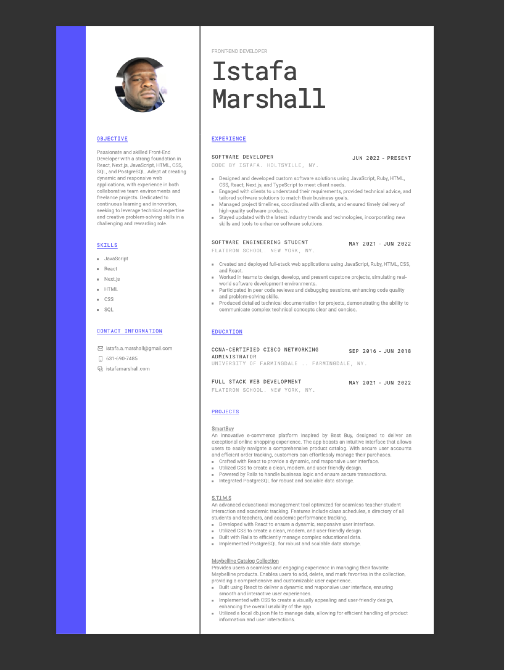 FRONT-END DEVELOPER
Istafa
Marshall
OBJECTIVE
Passionate and skilled Front-End
Developer with a strong foundation in
React, Next.js, JavaScript, HTML, CSS,
SQL, and PostgreSQL. Adept at creating
dynamic and responsive web
applications, with experience in both
collaborative team environments and
freelance projects. Dedicated to
continuous learning and innovation,
seeking to leverage technical expertise
and creative problem-solving skills in a
challenging and rewarding role.
SKILLS
JavaScript
React
Next.js
HTML
CSS
SQL
CONTACT INFORMATION
istafa.a.marshall@gmail.com
istafamarshall.com
EXPERIENCE
SOFTWARE DEVELOPER JUN 2022 - PRESENT
CODE BY ISTAFA, NY.
Designed and developed custom software solutions using JavaScript, Ruby, HTML,
CSS, React, Next.js, and TypeScript to meet client needs.
Engaged with clients to understand their requirements, provided technical advice, and
tailored software solutions to match their business goals.
Managed project timelines, coordinated with clients, and ensured timely delivery of
high-quality software products.
Stayed updated with the latest industry trends and technologies, incorporating new
skills and tools to improve software solutions.
SOFTWARE ENGINEERING STUDENT MAY 2021 - JUN 2022
FLATIRON SCHOOL, NEW YORK, NY.
Created and deployed full-stack web applications using JavaScript, Ruby, HTML, CSS,
and React.
Worked in teams to design, develop, and present capstone projects, simulating real-
world software development environments.
Participated in peer code reviews and debugging sessions, enhancing code quality
and problem-solving skills.
Produced detailed technical documentation for projects, demonstrating the ability to
communicate complex technical concepts clear and concise.
EDUCATION
CCNA-CERTIFIED CISCO NETWORKING SEP 2016 - JUN 2018
ADMINISTRATOR
UNIVERSITY OF FARMINGDALE , FARMINGDALE, NY.
FULL STACK WEB DEVELOPMENT MAY 2021 - JUN 2022
FLATIRON SCHOOL, NEW YORK, NY.
PROJECTS
SmartBuy
An innovative e-commerce platform inspired by Best Buy, designed to deliver an
exceptional online shopping experience. The app boasts an intuitive interface that allows
users to easily navigate a comprehensive product catalog. With secure user accounts
and efficient order tracking, customers can effortlessly manage their purchases.
Crafted with React to provide a dynamic, and responsive user interface.
Utilized CSS to create a clean, modern, and user-friendly design
Powered by Rails to handle business logic and ensure secure transactions.
Integrated PostgreSQL for robust and scalable data storage
An advanced educational management tool optimized for seamless teacher-student
interaction and academic tracking. Features include class schedules, a directory of all
students and teachers, and academic performance tracking.
Developed with React to ensure a dynamic, responsive user interface
Utilized CSS to create a clean, modern, and user-friendly design.
Built with Rails to efficiently manage complex educational data.
Implemented PostgreSQL for robust and scalable data storage
Maybelline Catalog Collection
Provides users a seamless and engaging experience in managing their favorite
Maybelline products. Enables users to add, delete, and mark favorites in the collection
providing a comprehensive and customizable user experience.
Built using React to deliver a dynamic and responsive user interface, ensuring
smooth and interactive user experiences
Implemented with CSS to create a visually appealing and user-friendly design,
enhancing the overall usability of the app
Utilized a local db.json file to manage data, allowing for efficient handling of product
information and user interactions.